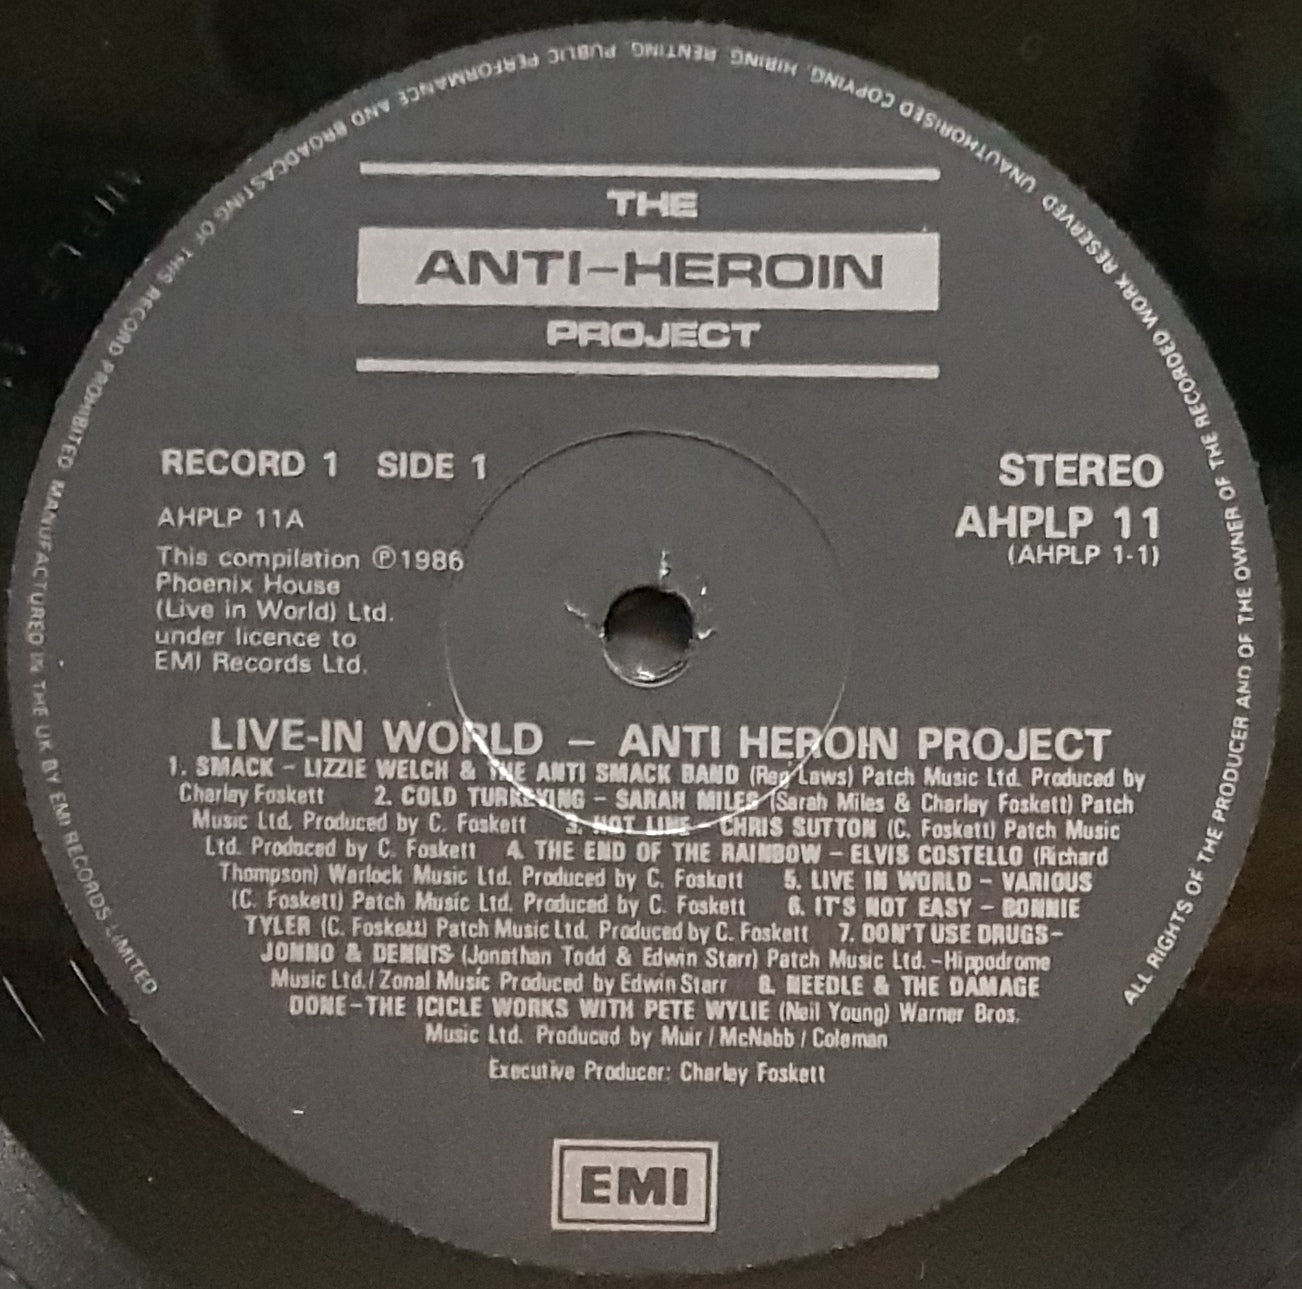 THE
ANTI-HEROIN
PROJECT
RECORD 1 SIDE 1
AHPLP 11A
This compilation ℗1986
Phoenix House
(Live in World) Ltd.
under licence to
EMI Records Ltd.
STEREO
AHPLP 11
(AHPLP 1-1)
LIVE-IN WORLD – ANTI HEROIN PROJECT
1. SMACK – LIZZIE WELCH & THE ANTI SMACK BAND (Reg Laws) Patch Music Ltd. Produced by
Charley Foskett 2. COLD TURKEYING – SARAH MILES (Sarah Miles & Charley Foskett) Patch
Music Ltd. Produced by C. Foskett 3. HOT LINE – CHRIS SUTTON (C. Foskett) Patch Music
Ltd. Produced by C. Foskett 4. THE END OF THE RAINBOW – ELVIS COSTELLO (Richard
Thompson) Warlock Music Ltd. Produced by C. Foskett 5. LIVE IN WORLD – VARIOUS
(C. Foskett) Patch Music Ltd. Produced by C. Foskett 6. IT'S NOT EASY – BONNIE
TYLER (C. Foskett) Patch Music Ltd. Produced by C. Foskett 7. DON'T USE DRUGS–
JONNO & DENNIS (Jonathan Todd & Edwin Starr) Patch Music Ltd. –Hippodrome
Music Ltd./Zonal Music Produced by Edwin Starr 8. NEEDLE & THE DAMAGE
DONE–THE ICICLE WORKS WITH PETE WYLIE (Neil Young) Warner Bros.
Music Ltd. Produced by Muir / McNabb / Coleman
Executive Producer: Charley Foskett
EMI
ALL RIGHTS OF THE PRODUCER AND OF THE OWNER OF THE RECORDED WORK RESERVED. UNAUTHORISED COPYING, HIRING, RENTING, PUBLIC PERFORMANCE AND BROADCASTING OF THIS RECORD PROHIBITED. MANUFACTURED IN THE UK BY EMI RECORDS LIMITED